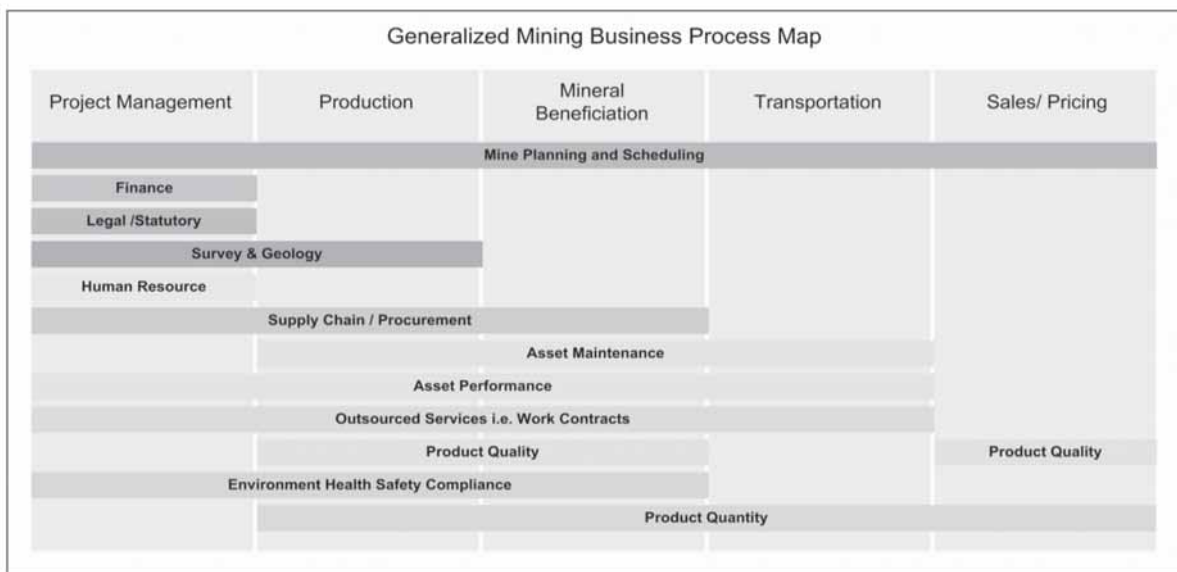 Generalized Mining Business Process Map
Project Management
Production
Mineral
Beneficiation
Transportation
Sales/ Pricing
Mine Planning and Scheduling
Finance
Legal /Statutory
Survey & Geology
Human Resource
Supply Chain / Procurement
Asset Maintenance
Asset Performance
Outsourced Services i.e. Work Contracts
Product Quality
Product Quality
Environment Health Safety Compliance
Product Quantity